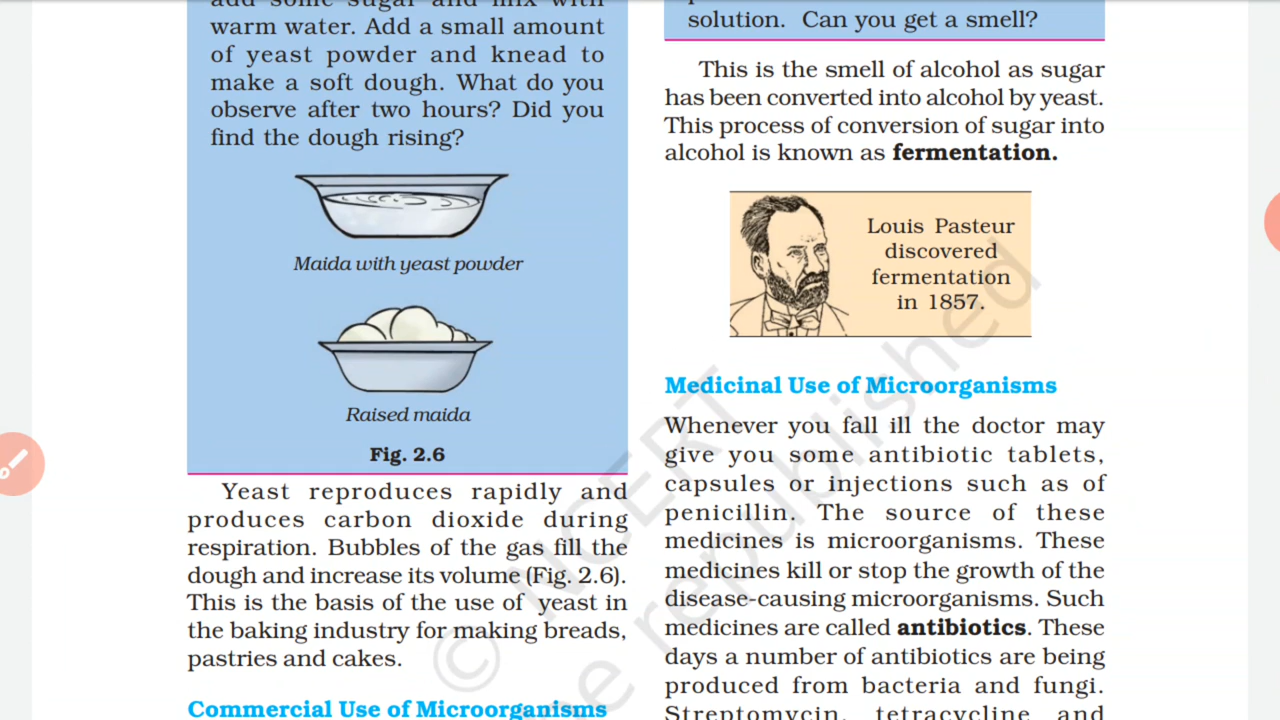 add some sugar and mix with
warm water. Add a small amount
of yeast powder and knead to
make a soft dough. What do you
observe after two hours? Did you
find the dough rising?
Maida with yeast powder
Raised maida
Fig. 2.6
Yeast reproduces rapidly and
produces carbon dioxide during
respiration. Bubbles of the gas fill the
dough and increase its volume (Fig. 2.6).
This is the basis of the use of yeast in
the baking industry for making breads,
pastries and cakes.
Commercial Use of Microorganisms
solution. Can you get a smell?
This is the smell of alcohol as sugar
has been converted into alcohol by yeast.
This process of conversion of sugar into
alcohol is known as fermentation.
Louis Pasteur
discovered
fermentation
in 1857.
Medicinal Use of Microorganisms
Whenever you fall ill the doctor may
give you some antibiotic tablets,
capsules or injections such as of
penicillin. The source of these
medicines is microorganisms. These
medicines kill or stop the growth of the
disease-causing microorganisms. Such
medicines are called antibiotics. These
days a number of antibiotics are being
produced from bacteria and fungi.
Streptomycin, tetracycline and
© NCERT
be republished